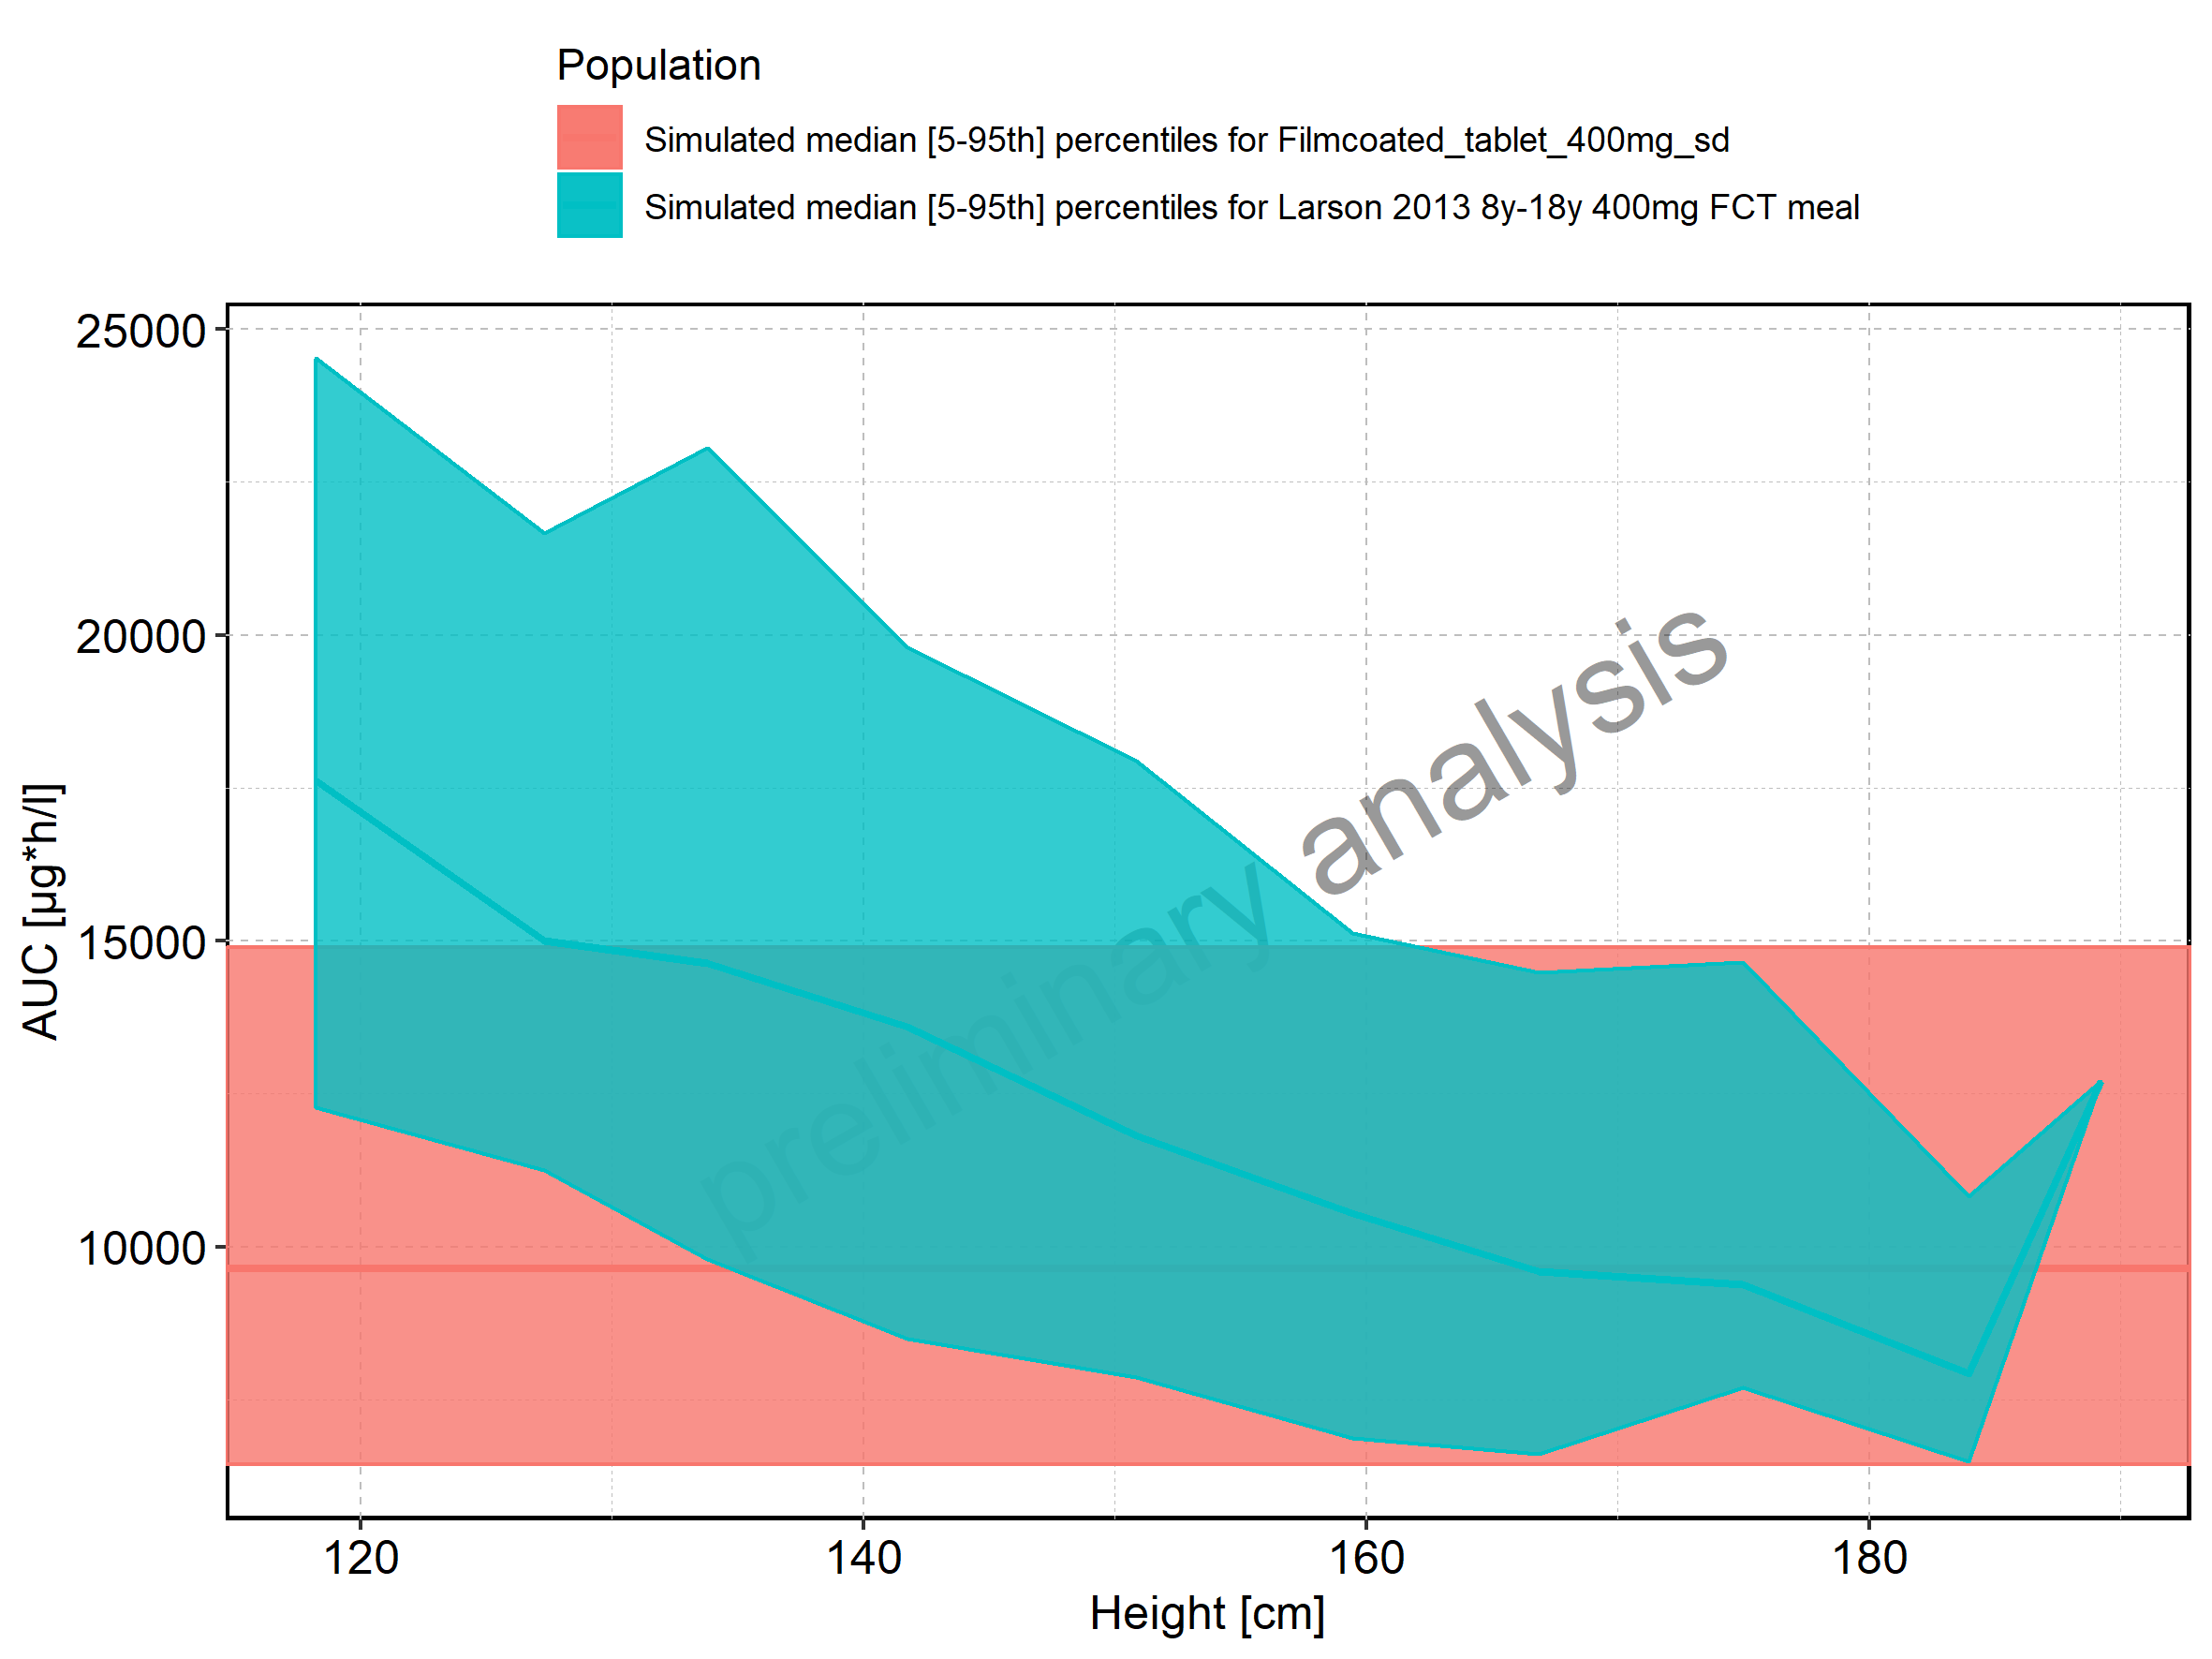 Population
Simulated median [5-95th] percentiles for Filmcoated_tablet_400mg_sd
Simulated median [5-95th] percentiles for Larson 2013 8y-18y 400mg FCT meal
25000
20000
15000
10000
AUC [µg*h/l]
preliminary analysis
120 140 160 180
Height [cm]